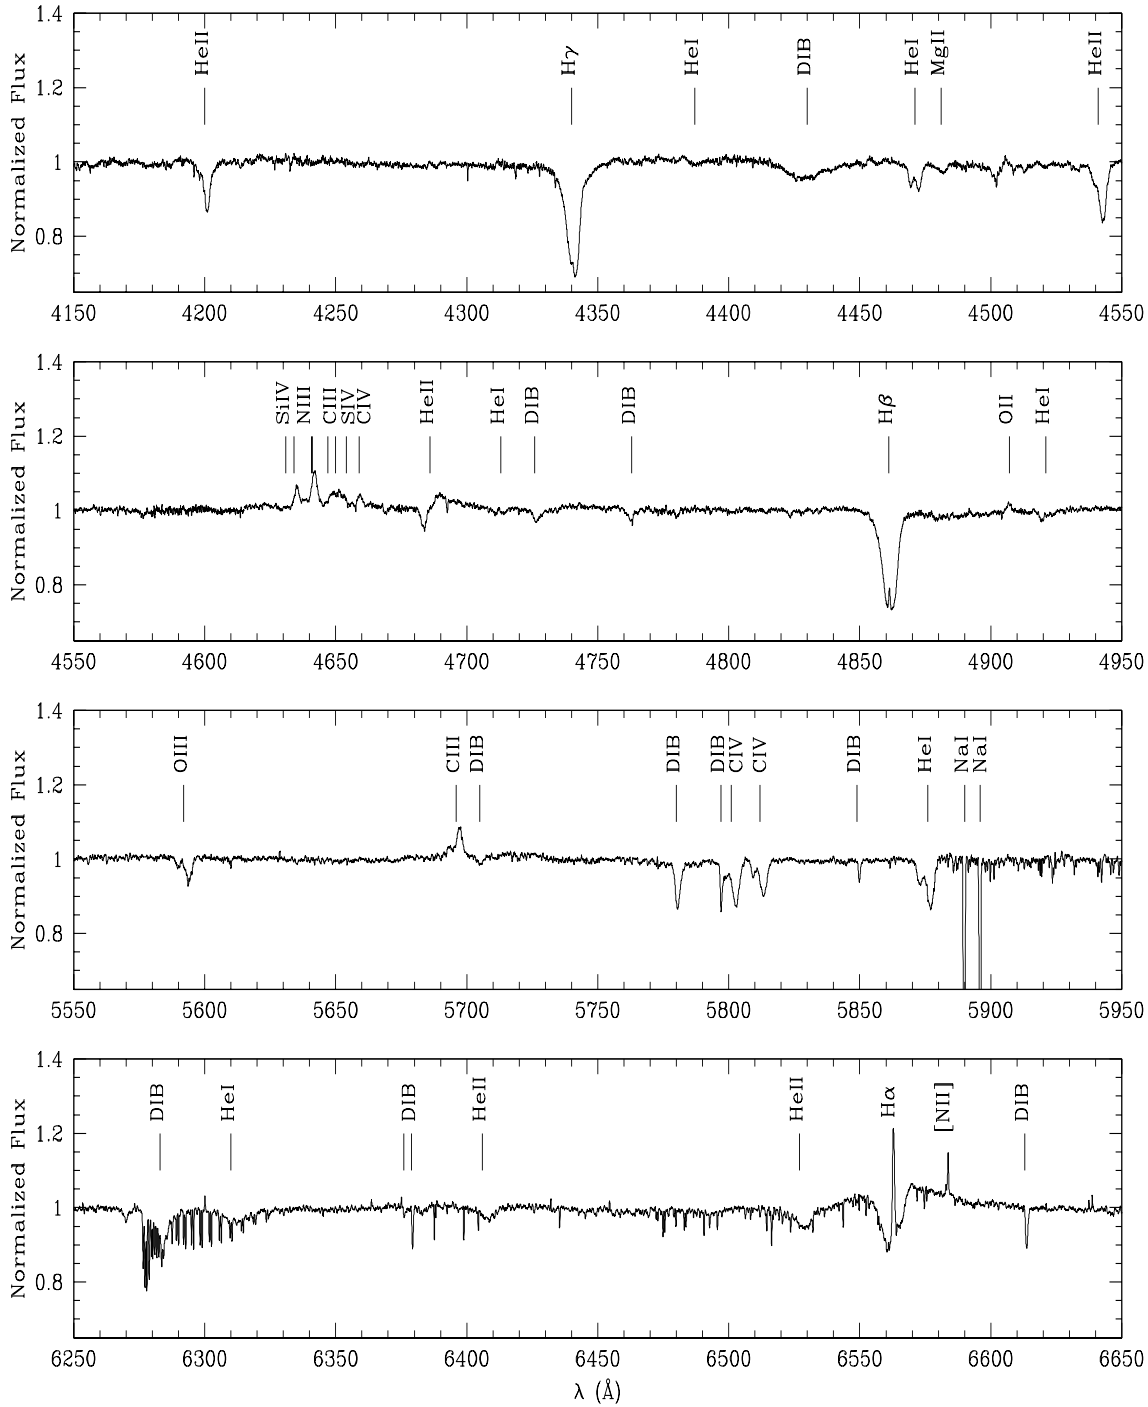 Normalized Flux
1.4
1.2
1
0.8
HeII
Hγ
HeI
DIB
HeI
MgII
HeII
4150 4200 4250 4300 4350 4400 4450 4500 4550
Normalized Flux
1.4
1.2
1
0.8
SiIV
NIII
CIII
SIV
CIV
HeII
HeI
DIB
DIB
Hβ
OII
HeI
4550 4600 4650 4700 4750 4800 4850 4900 4950
Normalized Flux
1.4
1.2
1
0.8
OIII
CIII
DIB
DIB
DIB
CIV
CIV
DIB
HeI
NaI
NaI
5550 5600 5650 5700 5750 5800 5850 5900 5950
Normalized Flux
1.4
1.2
1
0.8
DIB
HeI
DIB
HeII
HeII
Hα
[NII]
DIB
6250 6300 6350 6400 6450 6500 6550 6600 6650
λ (Å)